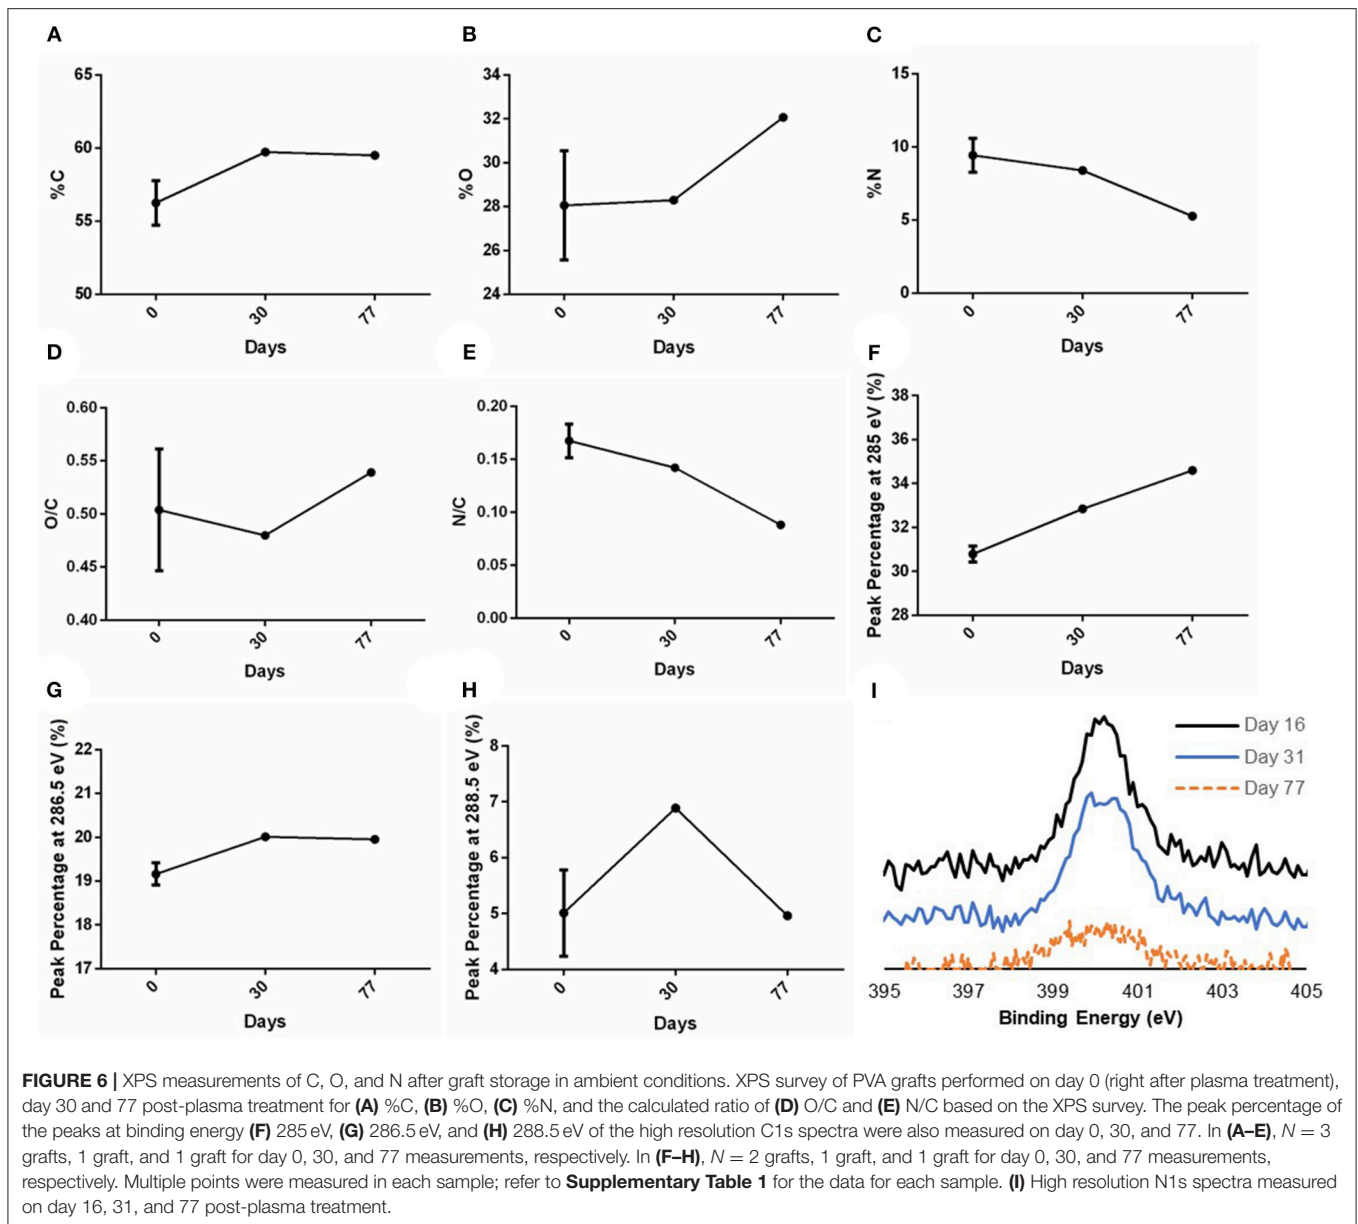 A
65
60
55
50
%C
0
30
77
Days
B
34
32
30
28
26
24
%O
0
30
77
Days
C
15
10
5
0
%N
0
30
77
Days
D
0.60
0.55
0.50
0.45
0.40
O/C
0
30
77
Days
E
0.20
0.15
0.10
0.05
0.00
N/C
0
30
77
Days
F
38
36
34
32
30
28
Peak Percentage at 285 eV (%)
0
30
77
Days
G
22
21
20
19
18
17
Peak Percentage at 286.5 eV (%)
0
30
77
Days
H
8
7
6
5
4
Peak Percentage at 288.5 eV (%)
0
30
77
Days
I
Day 16
Day 31
Day 77
395 397 399 401 403 405
Binding Energy (eV)
FIGURE 6 | XPS measurements of C, O, and N after graft storage in ambient conditions. XPS survey of PVA grafts performed on day 0 (right after plasma treatment),
day 30 and 77 post-plasma treatment for (A) %C, (B) %O, (C) %N, and the calculated ratio of (D) O/C and (E) N/C based on the XPS survey. The peak percentage of
the peaks at binding energy (F) 285 eV, (G) 286.5 eV, and (H) 288.5 eV of the high resolution C1s spectra were also measured on day 0, 30, and 77. In (A–E), N = 3
grafts, 1 graft, and 1 graft for day 0, 30, and 77 measurements, respectively. In (F–H), N = 2 grafts, 1 graft, and 1 graft for day 0, 30, and 77 measurements,
respectively. Multiple points were measured in each sample; refer to Supplementary Table 1 for the data for each sample. (I) High resolution N1s spectra measured
on day 16, 31, and 77 post-plasma treatment.